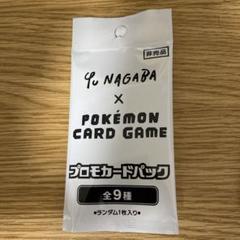 非売品
YU NAGABA
×
POKÉMON
CARD GAME
プロモカードパック
全9種
●ランダム1枚入り●